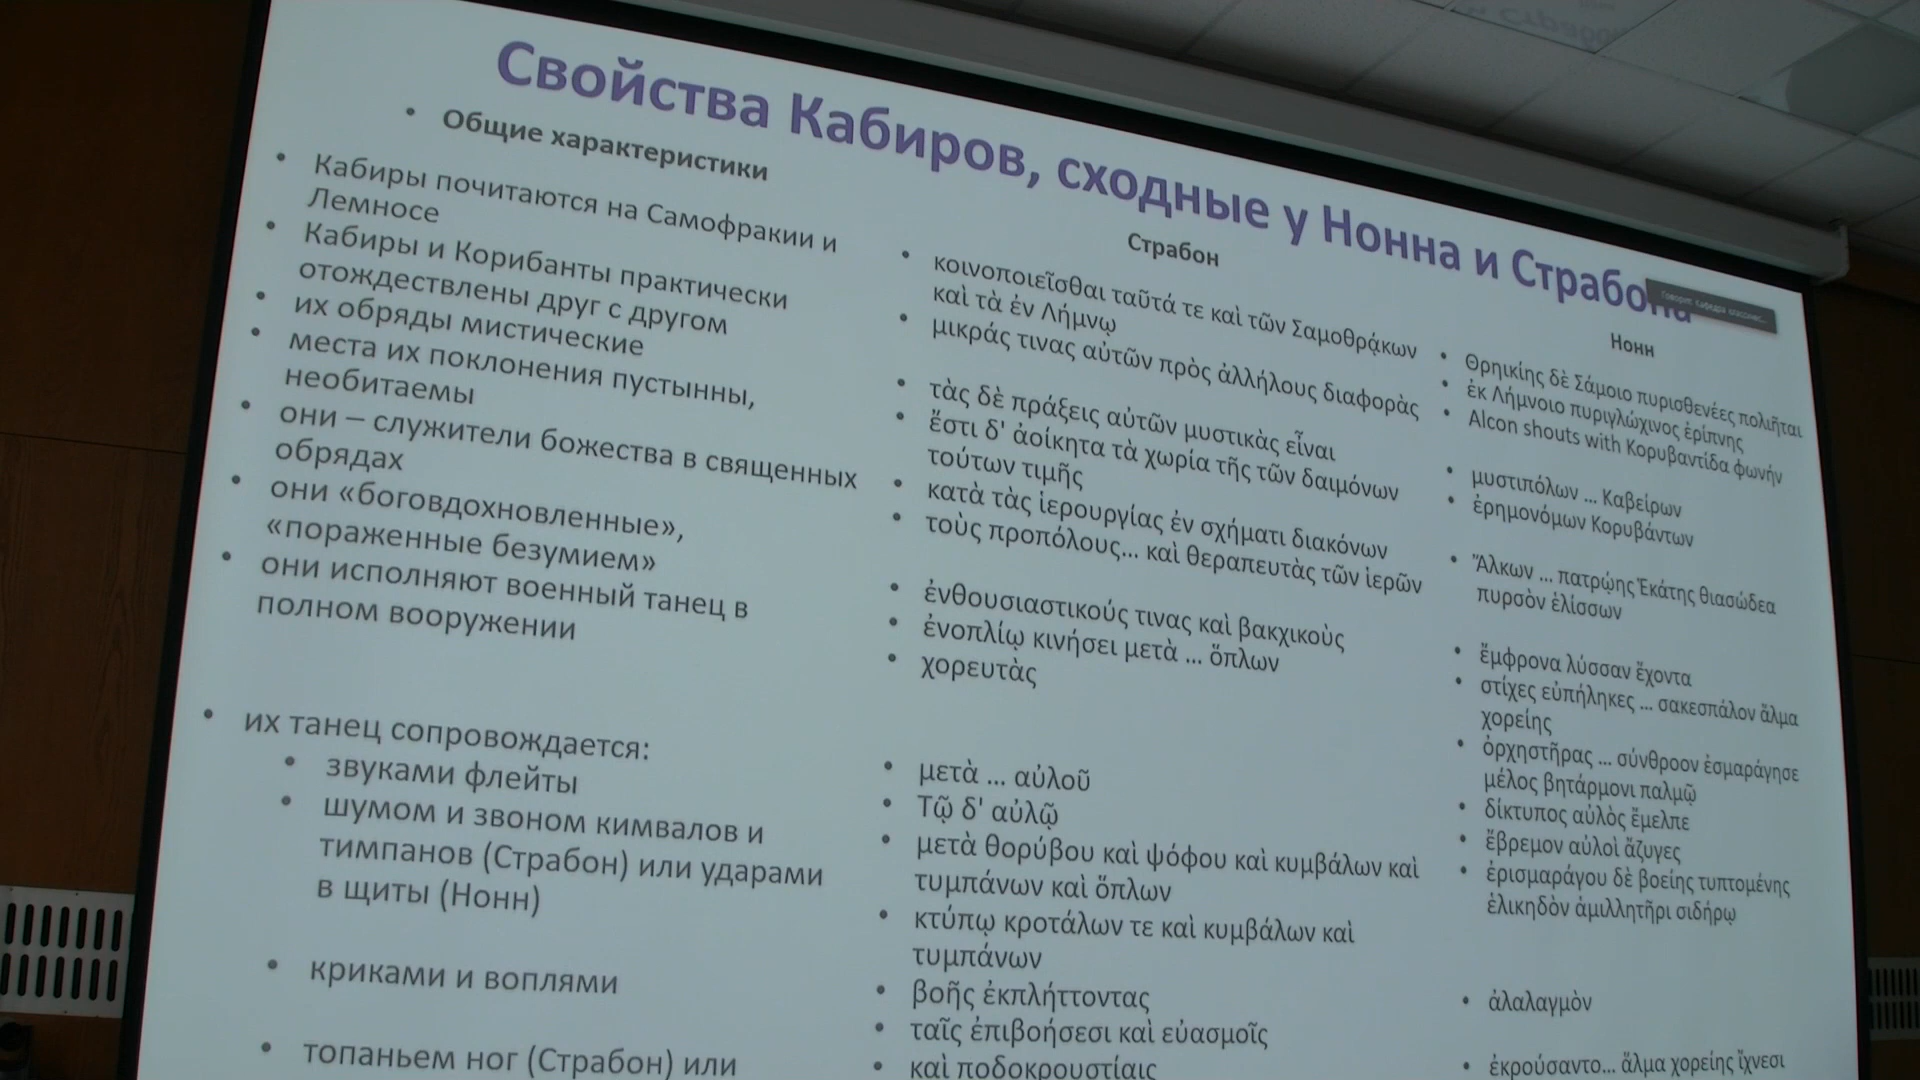 Свойства Кабиров, сходные у Нонна и Страбона
Общие характеристики
• Кабиры почитаются на Самофракии и
Лемносе
• Кабиры и Корибанты практически
отождествлены друг с другом
• их обряды мистические
• места их поклонения пустынны,
необитаемы
• они – служители божества в священных
обрядах
• они «боговдохновленные»,
«пораженные безумием»
• они исполняют военный танец в
полном вооружении
• их танец сопровождается:
• звуками флейты
• шумом и звоном кимвалов и
тимпанов (Страбон) или ударами
в щиты (Нонн)
• криками и воплями
• топаньем ног (Страбон) или
Страбон
• κοινοποιεῖσθαι ταῦτά τε καὶ τῶν Σαμοθρᾴκων
καὶ τὰ ἐν Λήμνῳ
• μικράς τινας αὐτῶν πρὸς ἀλλήλους διαφορὰς
• τὰς δὲ πράξεις αὐτῶν μυστικὰς εἶναι
• ἔστι δ' ἀοίκητα τὰ χωρία τῆς τῶν δαιμόνων
τούτων τιμῆς
• κατὰ τὰς ἱερουργίας ἐν σχήματι διακόνων
• τοὺς προπόλους... καὶ θεραπευτὰς τῶν ἱερῶν
• ἐνθουσιαστικούς τινας καὶ βακχικοὺς
• ἐνοπλίῳ κινήσει μετὰ ... ὅπλων
• χορευτὰς
• μετὰ ... αὐλοῦ
• Τῷ δ' αὐλῷ
• μετὰ θορύβου καὶ ψόφου καὶ κυμβάλων καὶ
τυμπάνων καὶ ὅπλων
• κτύπῳ κροτάλων τε καὶ κυμβάλων καὶ
τυμπάνων
• βοῆς ἐκπλήττοντας
• ταῖς ἐπιβοήσεσι καὶ εὐασμοῖς
• καὶ ποδοκρουστίαις
Говорит: Кафедра классичес...
Нонн
• Θρηικίης δὲ Σάμοιο πυρισθενέες πολιῆται
• ἐκ Λήμνοιο πυριγλώχινος ἐρίπνης
• Alcon shouts with Κορυβαντίδα φωνήν
• μυστιπόλων ... Καβείρων
• ἐρημονόμων Κορυβάντων
• Ἄλκων ... πατρῴης Ἑκάτης θιασώδεα
πυρσὸν ἑλίσσων
• ἔμφρονα λύσσαν ἔχοντα
• στίχες εὐπήληκες ... σακεσπάλον ἅλμα
χορείης
• ὀρχηστῆρας ... σύνθροον ἐσμαράγησε
μέλος βητάρμονι παλμῷ
• δίκτυπος αὐλὸς ἔμελπε
• ἔβρεμον αὐλοὶ ἄζυγες
• ἐρισμαράγου δὲ βοείης τυπτομένης
ἑλικηδὸν ἁμιλλητῆρι σιδήρῳ
• ἀλαλαγμὸν
• ἐκρούσαντο... ἅλμα χορείης ἴχνεσι